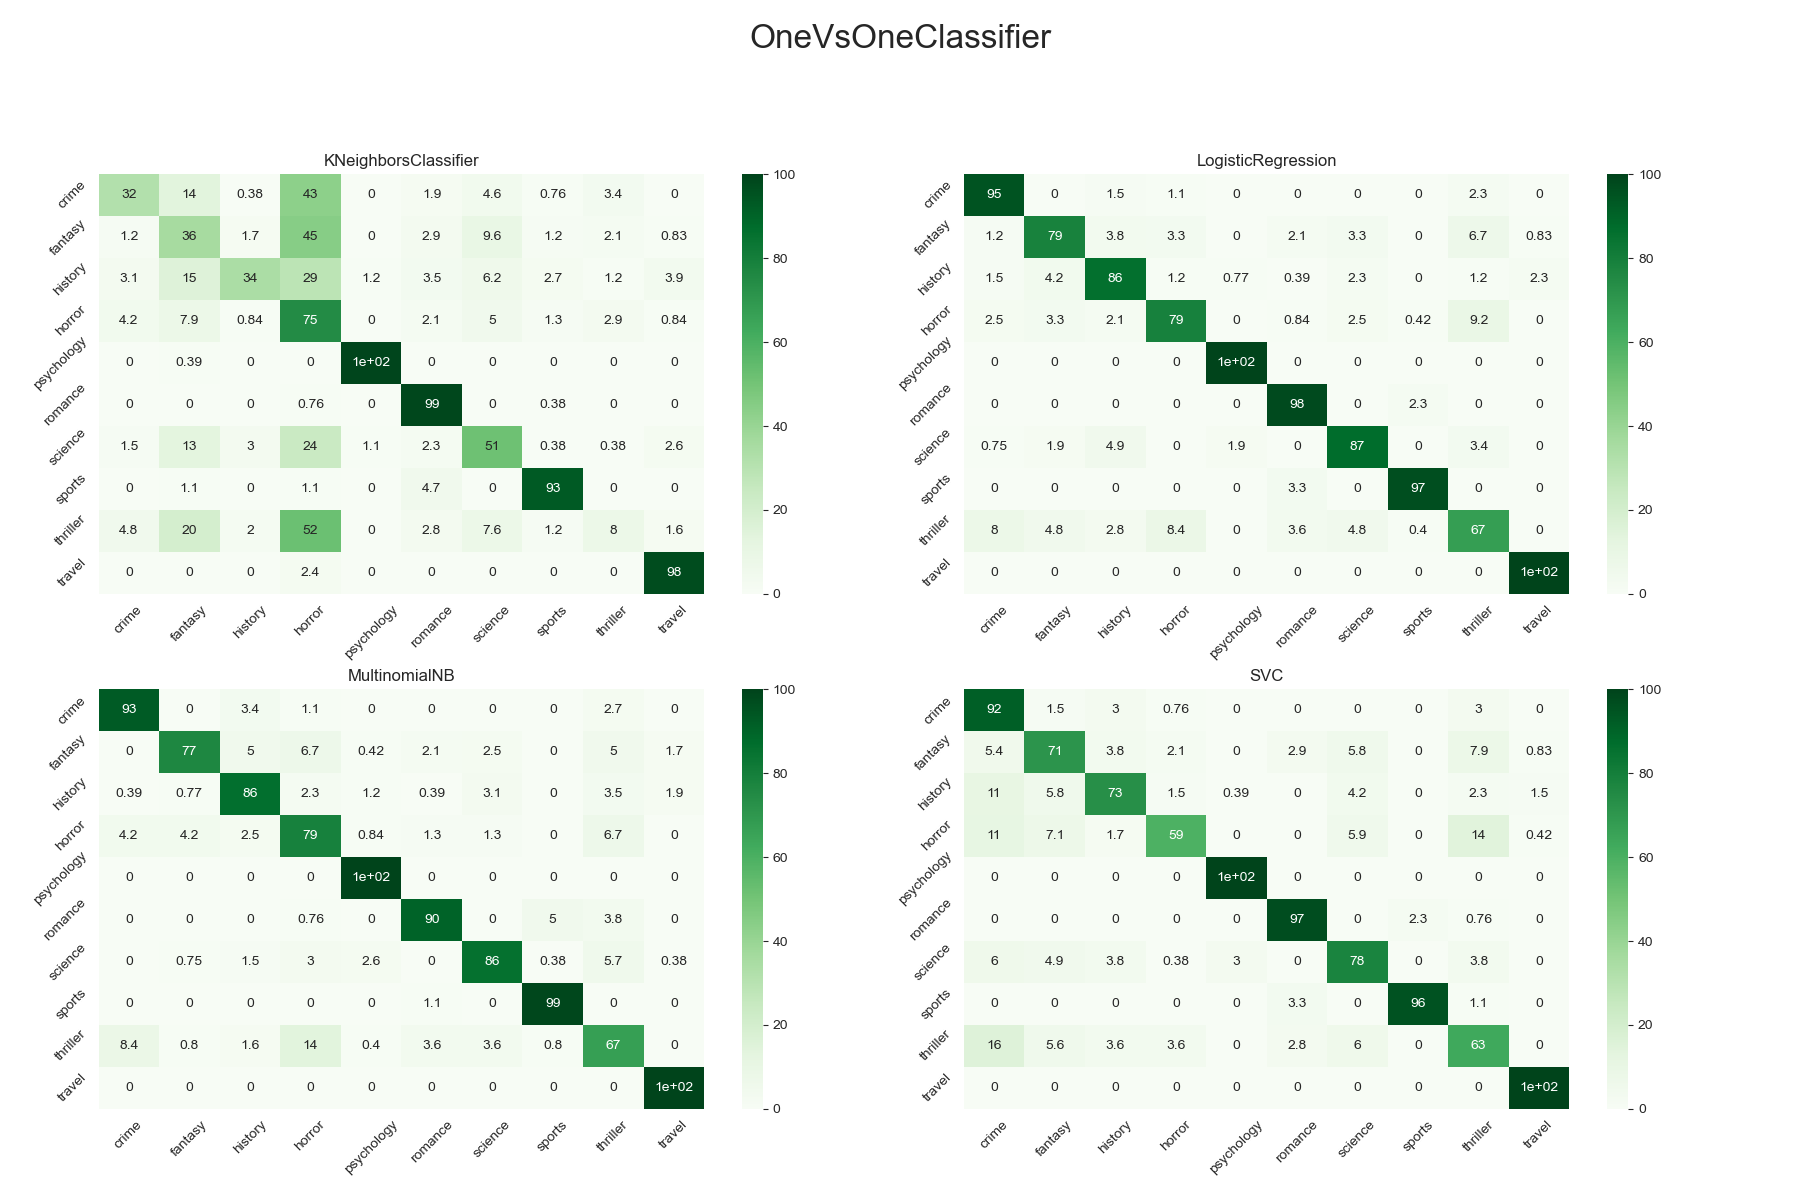 OneVsOneClassifier
KNeighborsClassifier
crime 32 14 0.38 43 0 1.9 4.6 0.76 3.4 0
fantasy 1.2 36 1.7 45 0 2.9 9.6 1.2 2.1 0.83
history 3.1 15 34 29 1.2 3.5 6.2 2.7 1.2 3.9
horror 4.2 7.9 0.84 75 0 2.1 5 1.3 2.9 0.84
psychology 0 0.39 0 0 1e+02 0 0 0 0 0
romance 0 0 0 0.76 0 99 0 0.38 0 0
science 1.5 13 3 24 1.1 2.3 51 0.38 0.38 2.6
sports 0 1.1 0 1.1 0 4.7 0 93 0 0
thriller 4.8 20 2 52 0 2.8 7.6 1.2 8 1.6
travel 0 0 0 2.4 0 0 0 0 0 98
crime fantasy history horror psychology romance science sports thriller travel
100
80
60
40
20
0
LogisticRegression
crime 95 0 1.5 1.1 0 0 0 0 2.3 0
fantasy 1.2 79 3.8 3.3 0 2.1 3.3 0 6.7 0.83
history 1.5 4.2 86 1.2 0.77 0.39 2.3 0 1.2 2.3
horror 2.5 3.3 2.1 79 0 0.84 2.5 0.42 9.2 0
psychology 0 0 0 0 1e+02 0 0 0 0 0
romance 0 0 0 0 0 98 0 2.3 0 0
science 0.75 1.9 4.9 0 1.9 0 87 0 3.4 0
sports 0 0 0 0 0 3.3 0 97 0 0
thriller 8 4.8 2.8 8.4 0 3.6 4.8 0.4 67 0
travel 0 0 0 0 0 0 0 0 0 1e+02
crime fantasy history horror psychology romance science sports thriller travel
100
80
60
40
20
0
MultinomialNB
crime 93 0 3.4 1.1 0 0 0 0 2.7 0
fantasy 0 77 5 6.7 0.42 2.1 2.5 0 5 1.7
history 0.39 0.77 86 2.3 1.2 0.39 3.1 0 3.5 1.9
horror 4.2 4.2 2.5 79 0.84 1.3 1.3 0 6.7 0
psychology 0 0 0 0 1e+02 0 0 0 0 0
romance 0 0 0 0.76 0 90 0 5 3.8 0
science 0 0.75 1.5 3 2.6 0 86 0.38 5.7 0.38
sports 0 0 0 0 0 1.1 0 99 0 0
thriller 8.4 0.8 1.6 14 0.4 3.6 3.6 0.8 67 0
travel 0 0 0 0 0 0 0 0 0 1e+02
crime fantasy history horror psychology romance science sports thriller travel
100
80
60
40
20
0
SVC
crime 92 1.5 3 0.76 0 0 0 0 3 0
fantasy 5.4 71 3.8 2.1 0 2.9 5.8 0 7.9 0.83
history 11 5.8 73 1.5 0.39 0 4.2 0 2.3 1.5
horror 11 7.1 1.7 59 0 0 5.9 0 14 0.42
psychology 0 0 0 0 1e+02 0 0 0 0 0
romance 0 0 0 0 0 97 0 2.3 0.76 0
science 6 4.9 3.8 0.38 3 0 78 0 3.8 0
sports 0 0 0 0 0 3.3 0 96 1.1 0
thriller 16 5.6 3.6 3.6 0 2.8 6 0 63 0
travel 0 0 0 0 0 0 0 0 0 1e+02
crime fantasy history horror psychology romance science sports thriller travel
100
80
60
40
20
0